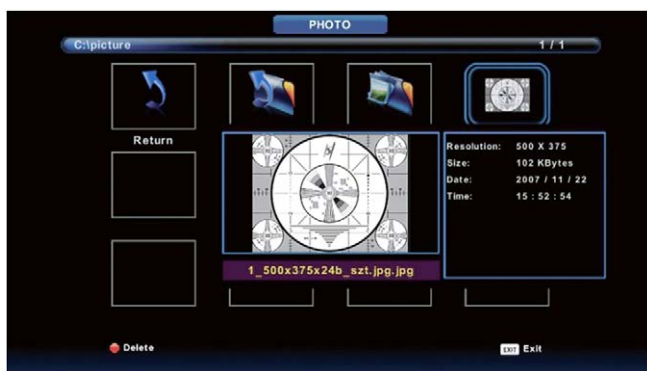 PHOTO
C:\picture 1 / 1
Return
Resolution: 500 X 375
Size: 102 KBytes
Date: 2007 / 11 / 22
Time: 15 : 52 : 54
1_500x375x24b_szt.jpg.jpg
Delete
EXIT Exit